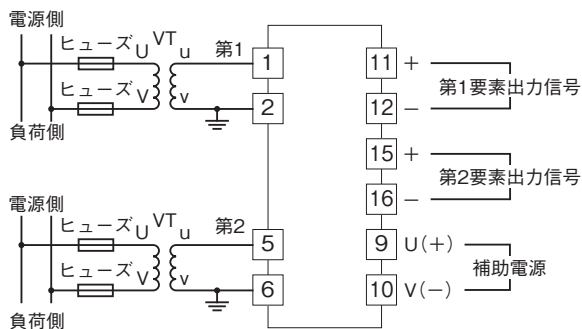 電源側
ヒューズ U VT u 第1 1
ヒューズ V v 2
負荷側
電源側
ヒューズ U VT u 第2 5
ヒューズ V v 6
負荷側
11 +
第1要素出力信号
12 −
15 +
第2要素出力信号
16 −
9 U(+)
補助電源
10 V(−)